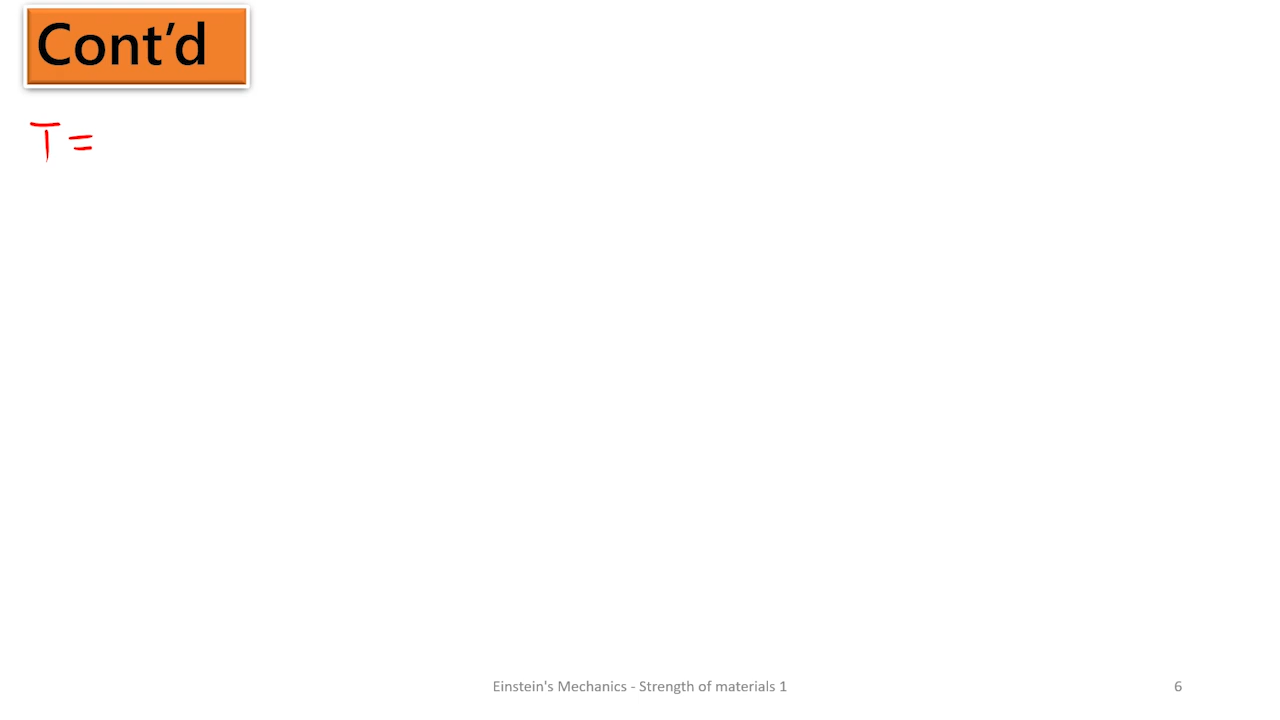 Cont’d
T =
Einstein's Mechanics - Strength of materials 1
6